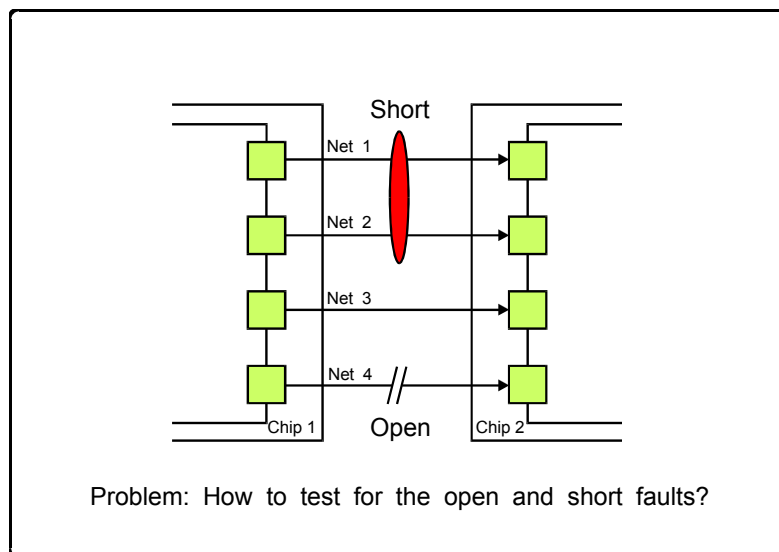 Short
Net 1
Net 2
Net 3
Net 4
Chip 1
Open
Chip 2
Problem: How to test for the open and short faults?